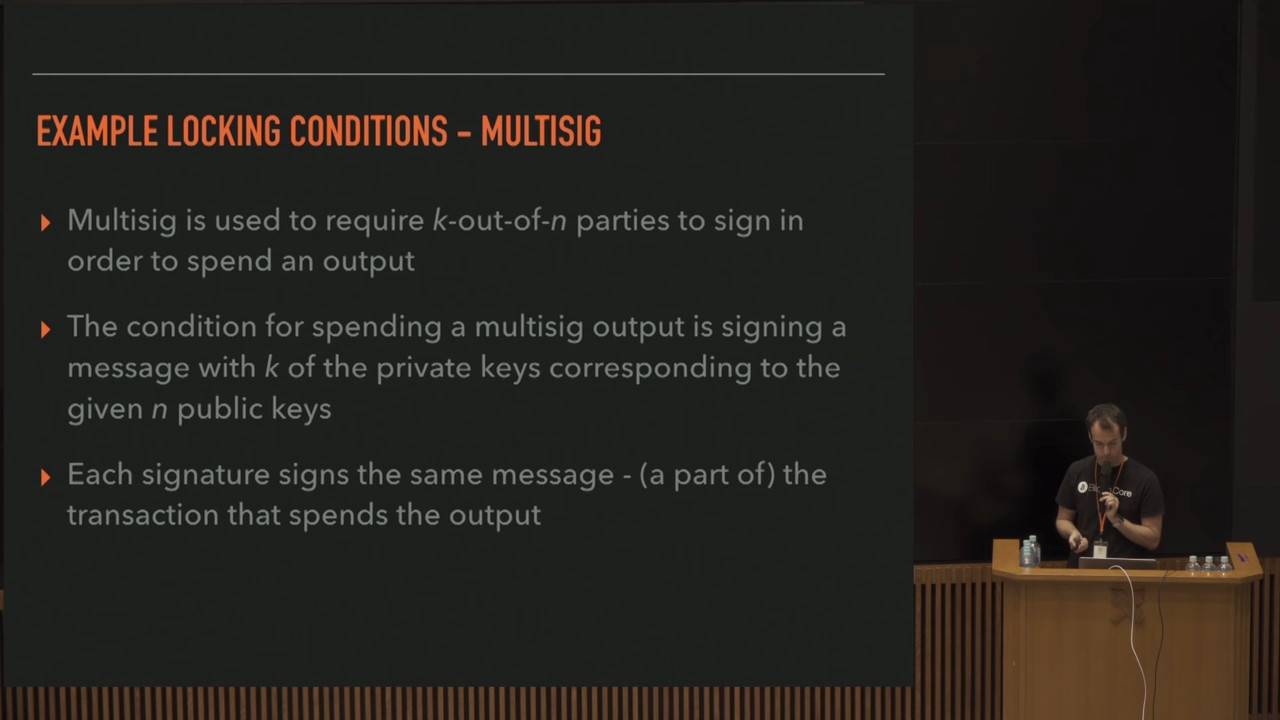 EXAMPLE LOCKING CONDITIONS - MULTISIG
Multisig is used to require k-out-of-n parties to sign in
order to spend an output
The condition for spending a multisig output is signing a
message with k of the private keys corresponding to the
given n public keys
Each signature signs the same message - (a part of) the
transaction that spends the output
Core